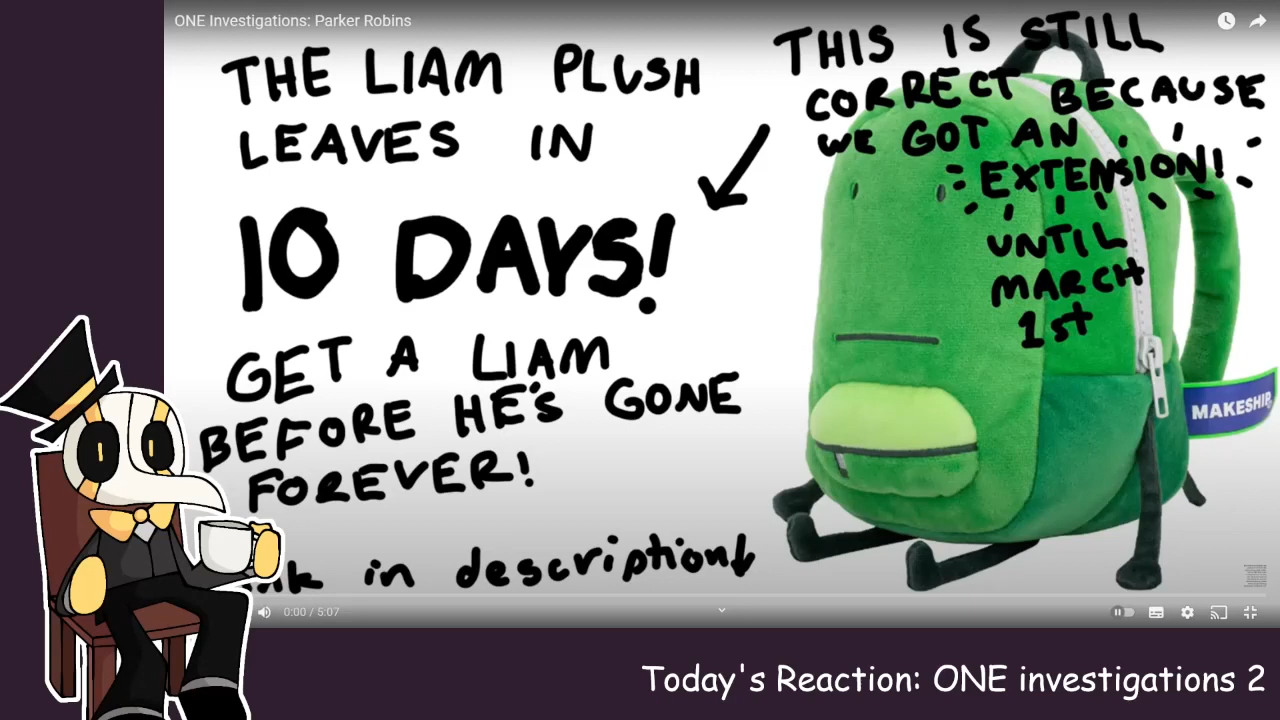 ONE Investigations: Parker Robins
THE LIAM PLUSH
LEAVES IN
10 DAYS!
GET A LIAM
BEFORE HE'S GONE
FOREVER!
in description
THIS IS STILL
CORRECT BECAUSE
WE GOT AN
EXTENSION!
UNTIL
MARCH
1st
MAKESHIP
0:00 / 5:07
Today's Reaction: ONE investigations 2